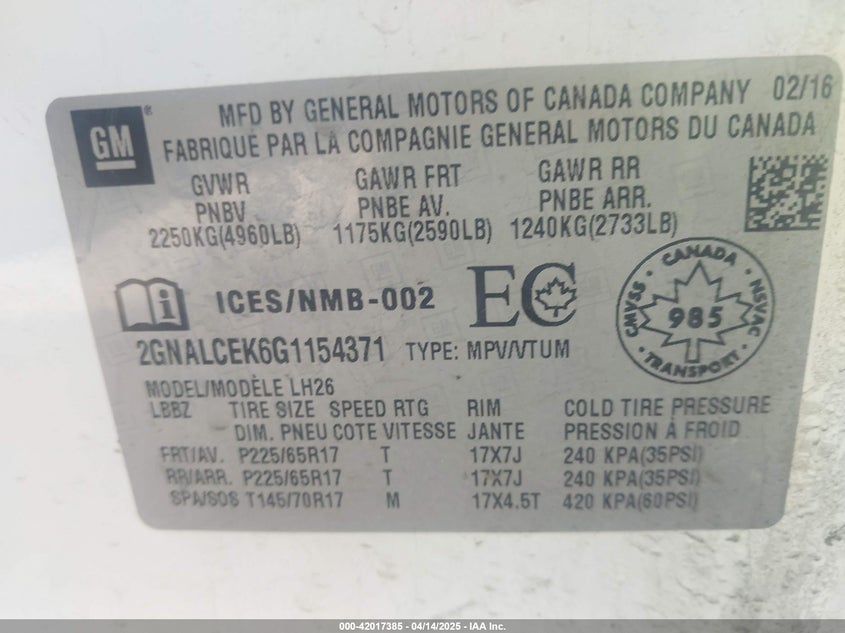 GM ®
MFD BY GENERAL MOTORS OF CANADA COMPANY 02/16
FABRIQUÉ PAR LA COMPAGNIE GENERAL MOTORS DU CANADA
GVWR GAWR FRT GAWR RR
PNBV PNBE AV. PNBE ARR.
2250KG(4960LB) 1175KG(2590LB) 1240KG(2733LB)
i ICES/NMB-002 EC
CANADA
CMVSS 985 NSVAC
TRANSPORT
2GNALCEK6G1154371 TYPE: MPV/VTUM
MODEL/MODÈLE LH26
LBBZ TIRE SIZE SPEED RTG RIM COLD TIRE PRESSURE
DIM. PNEU COTE VITESSE JANTE PRESSION À FROID
FRT/AV. P225/65R17 T 17X7J 240 KPA(35PSI)
RR/ARR. P225/65R17 T 17X7J 240 KPA(35PSI)
SPA/SOS T145/70R17 M 17X4.5T 420 KPA(60PSI)
000-42017385 - 04/14/2025 - IAA Inc.